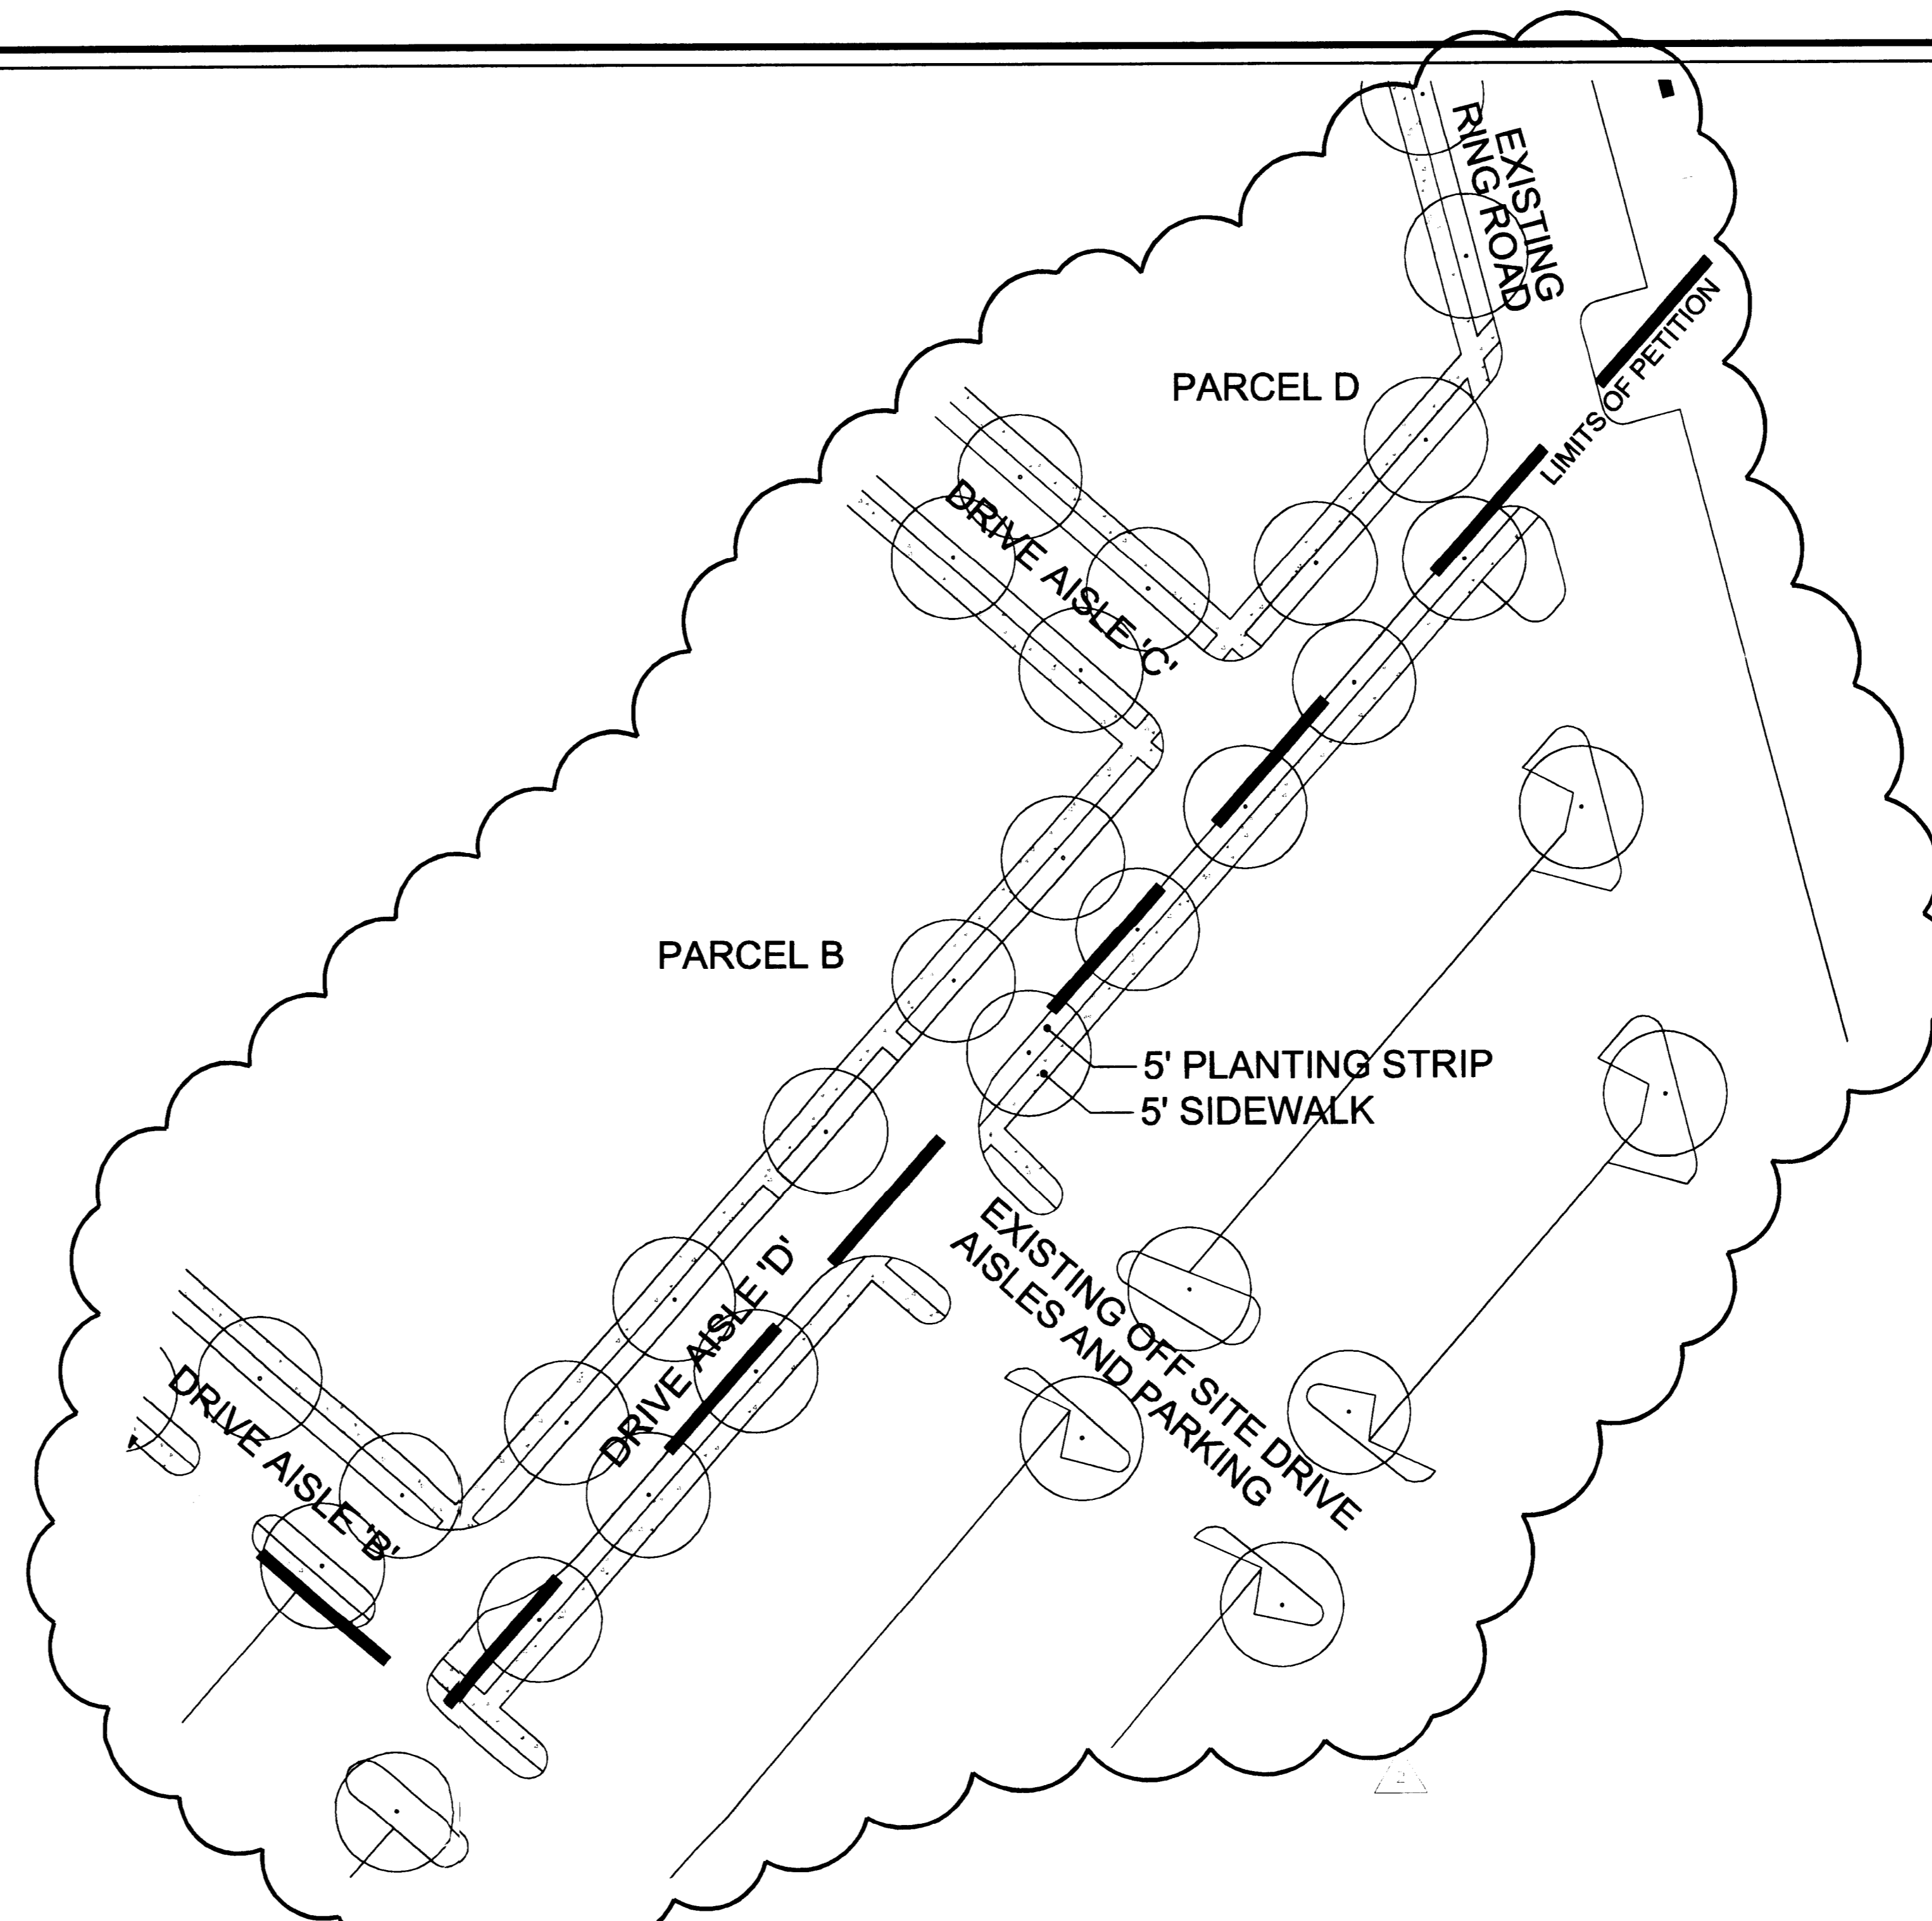 EXISTING
RING ROAD
LIMITS OF PETITION
PARCEL D
DRIVE AISLE 'C'
PARCEL B
5' PLANTING STRIP
5' SIDEWALK
EXISTING OFF SITE DRIVE
AISLES AND PARKING
DRIVE AISLE 'D'
DRIVE AISLE 'B'
2